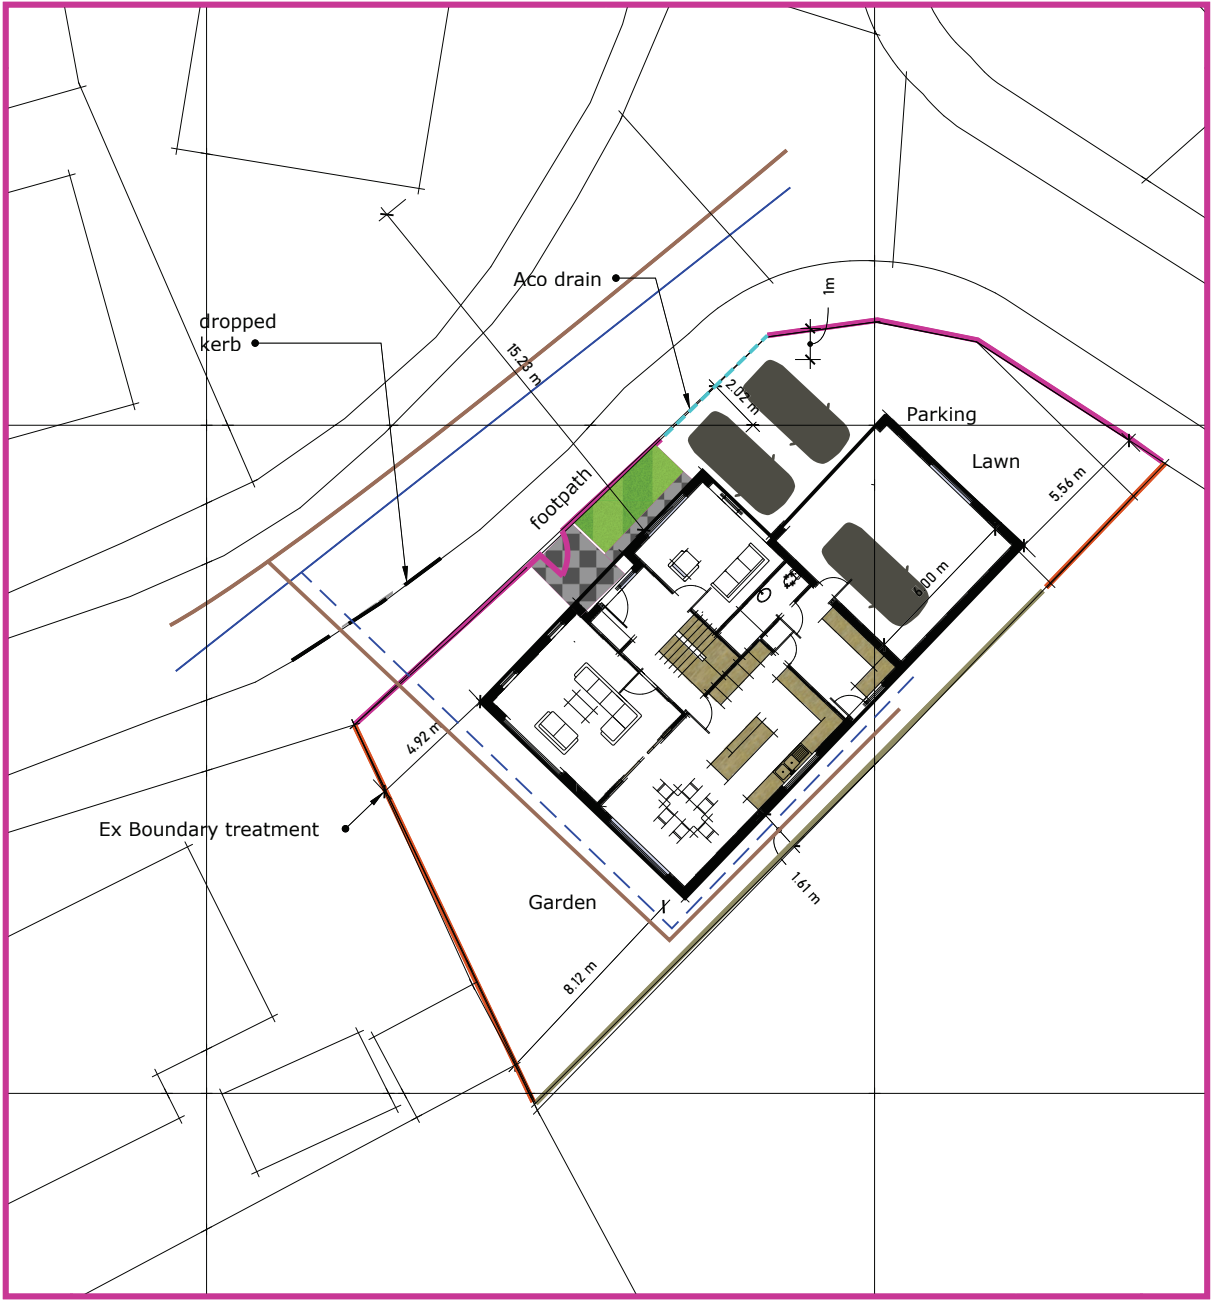 1m
Aco drain
dropped
kerb
15.23 m
2.02 m
Parking
Lawn
5.56 m
footpath
6.00 m
4.92 m
Ex Boundary treatment
1.61 m
Garden
8.12 m